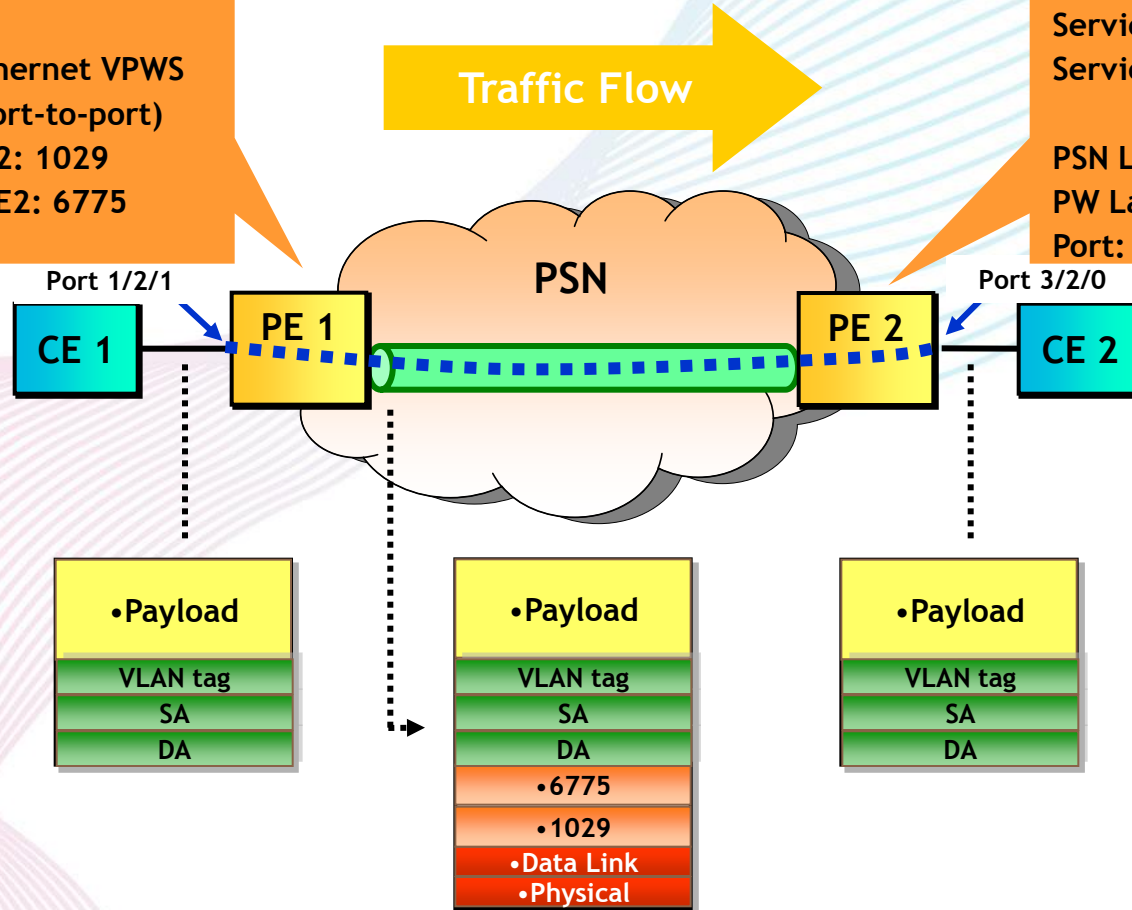 hernet VPWS
ort-to-port)
2: 1029
E2: 6775
Traffic Flow
Servic
Servic
PSN L
PW La
Port:
Port 1/2/1
PSN
Port 3/2/0
CE 1
PE 1
PE 2
CE 2
•Payload
VLAN tag
SA
DA
•Payload
VLAN tag
SA
DA
•6775
•1029
•Data Link
•Physical
•Payload
VLAN tag
SA
DA